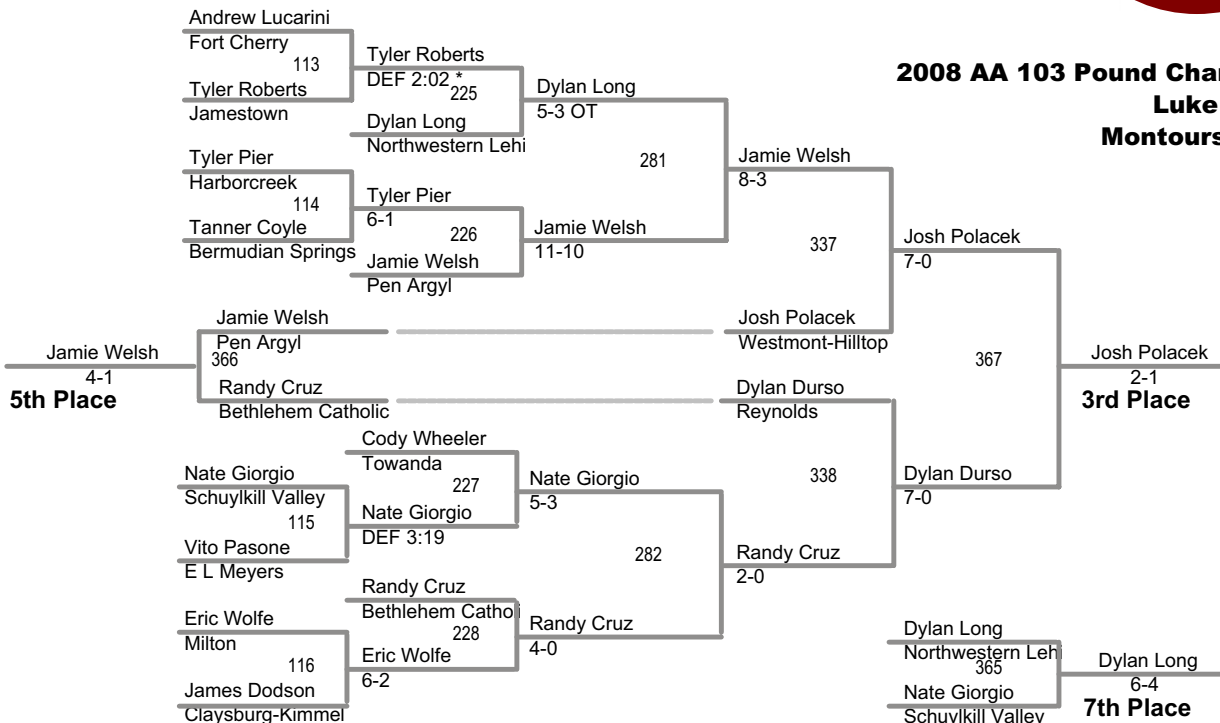 Andrew Lucarini
Fort Cherry
113
Tyler Roberts
Jamestown
Tyler Roberts
DEF 2:02 *
225
Dylan Long
Northwestern Lehi
Dylan Long
5-3 OT
2008 AA 103 Pound Cha
Luke
Montours
Tyler Pier
Harborcreek
114
Tanner Coyle
Bermudian Springs
Tyler Pier
6-1
226
Jamie Welsh
Pen Argyl
Jamie Welsh
11-10
281
Jamie Welsh
8-3
337
Josh Polacek
7-0
Jamie Welsh
Pen Argyl
Josh Polacek
Westmont-Hilltop
Jamie Welsh
4-1
5th Place
366
Randy Cruz
Bethlehem Catholic
Dylan Durso
Reynolds
367
Josh Polacek
2-1
3rd Place
Cody Wheeler
Towanda
227
Nate Giorgio
Schuylkill Valley
115
Vito Pasone
E L Meyers
Nate Giorgio
DEF 3:19
Nate Giorgio
5-3
338
Dylan Durso
7-0
282
Randy Cruz
2-0
Randy Cruz
Bethlehem Catholi
228
Eric Wolfe
Milton
116
James Dodson
Claysburg-Kimmel
Eric Wolfe
6-2
Randy Cruz
4-0
Dylan Long
Northwestern Lehi
365
Nate Giorgio
Schuylkill Valley
Dylan Long
6-4
7th Place